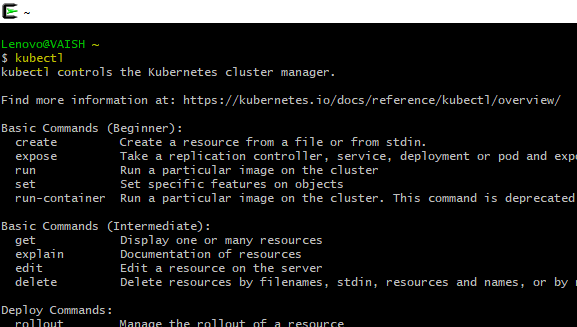 ~
Lenovo@VAISH ~
$ kubectl
kubectl controls the Kubernetes cluster manager.
Find more information at: https://kubernetes.io/docs/reference/kubectl/overview/
Basic Commands (Beginner):
create Create a resource from a file or from stdin.
expose Take a replication controller, service, deployment or pod and expo
run Run a particular image on the cluster
set Set specific features on objects
run-container Run a particular image on the cluster. This command is deprecated
Basic Commands (Intermediate):
get Display one or many resources
explain Documentation of resources
edit Edit a resource on the server
delete Delete resources by filenames, stdin, resources and names, or by
Deploy Commands:
rollout Manage the rollout of a resource